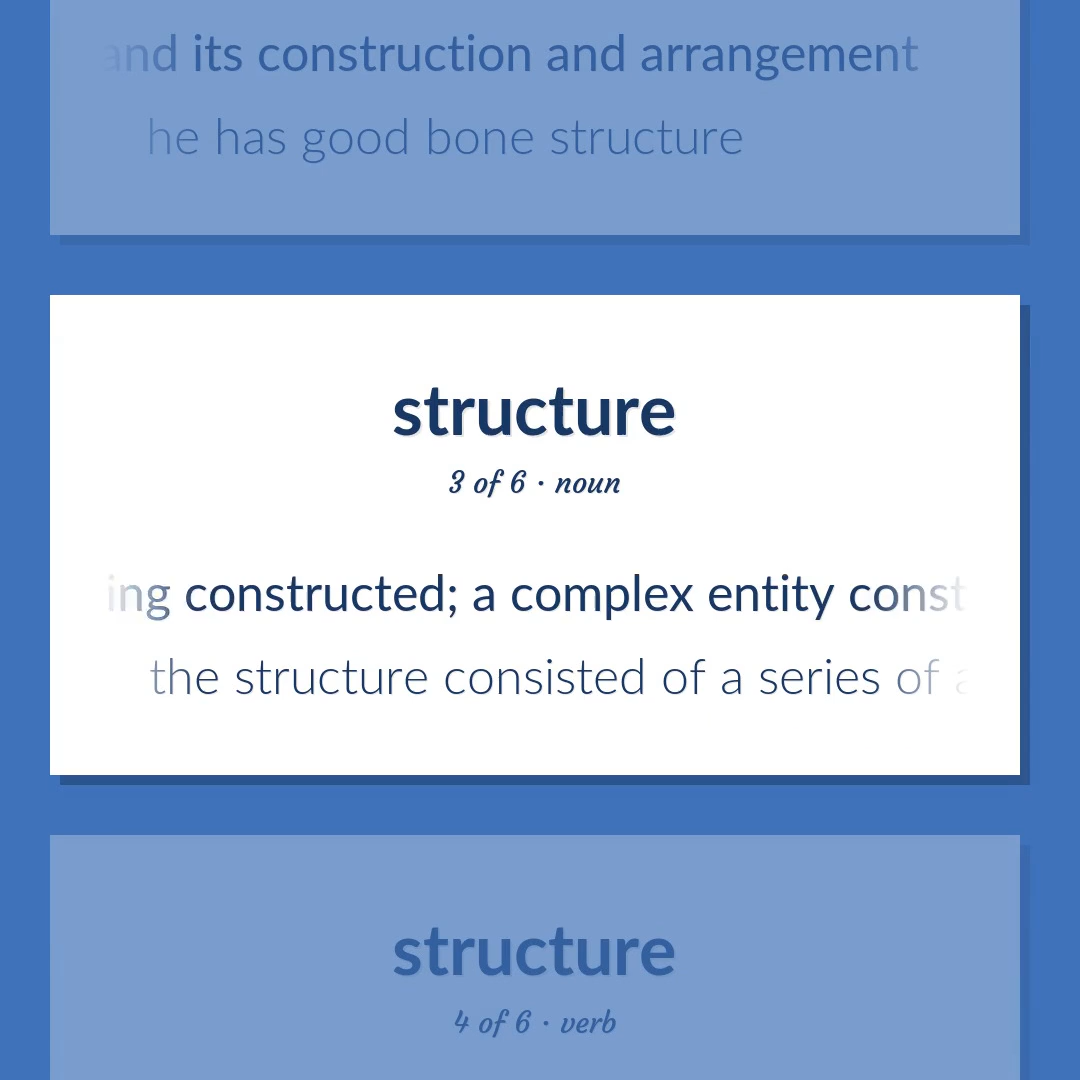 and its construction and arrangement
he has good bone structure
structure
3 of 6 · noun
ing constructed; a complex entity const
the structure consisted of a series of a
structure
4 of 6 · verb